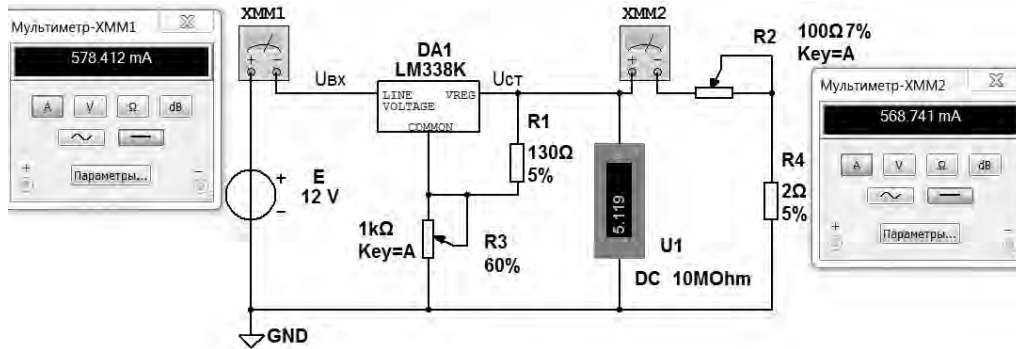 Мультиметр-XMM1
578.412 mA
A
V
Ω
dB
Параметры...
+
−
XMM1
+
−
Uвх
E
12 V
+
−
DA1
LM338K
LINE
VOLTAGE
VREG
COMMON
Uст
R1
130Ω
5%
1kΩ
Key=A
R3
60%
GND
XMM2
+
−
5.119
U1
DC 10MOhm
R2
100Ω7%
Key=A
R4
2Ω
5%
Мультиметр-XMM2
568.741 mA
A
V
Ω
dB
Параметры...
+
−